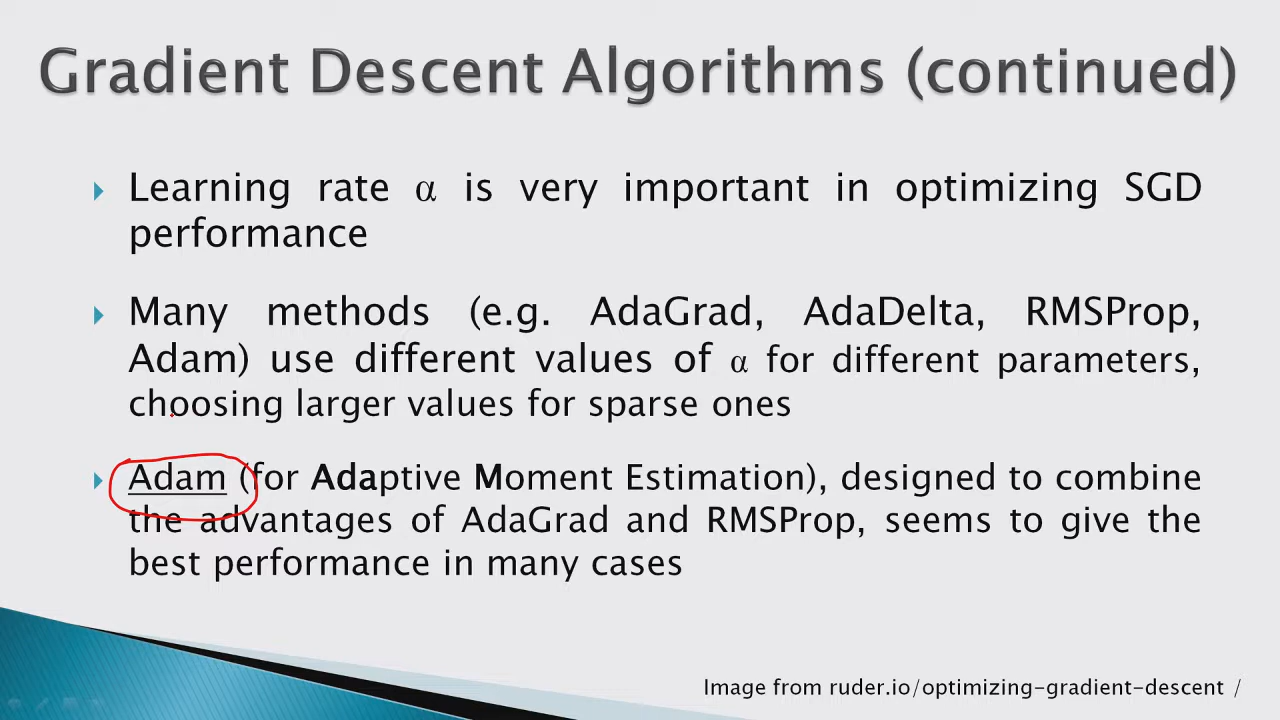 Gradient Descent Algorithms (continued)
Learning rate α is very important in optimizing SGD
performance
Many methods (e.g. AdaGrad, AdaDelta, RMSProp,
Adam) use different values of α for different parameters,
choosing larger values for sparse ones
Adam (for Adaptive Moment Estimation), designed to combine
the advantages of AdaGrad and RMSProp, seems to give the
best performance in many cases
Image from ruder.io/optimizing-gradient-descent /